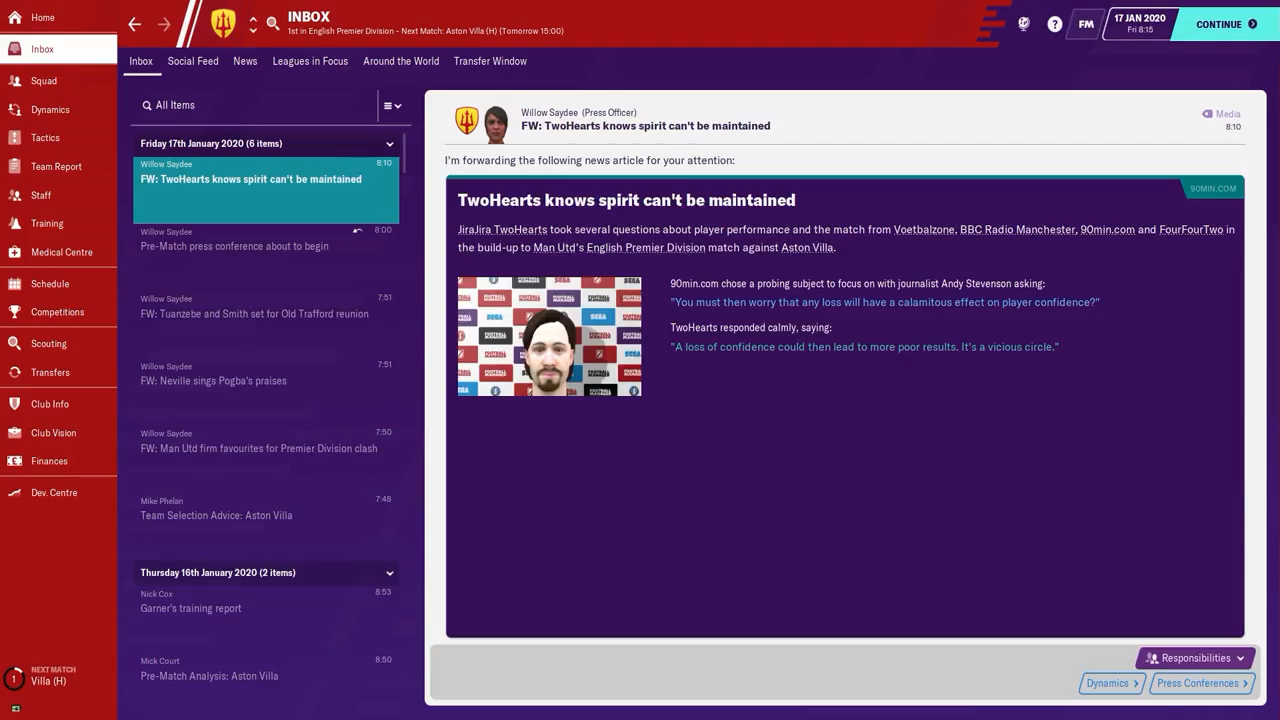 Home
Inbox
Squad
Dynamics
Tactics
Team Report
Staff
Training
Medical Centre
Schedule
Competitions
Scouting
Transfers
Club Info
Club Vision
Finances
Dev. Centre
NEXT MATCH
Villa (H)
1
INBOX
1st in English Premier Division - Next Match: Aston Villa (H) (Tomorrow 15:00)
?
FM
17 JAN 2020
Fri 8:15
CONTINUE
Inbox
Social Feed
News
Leagues in Focus
Around the World
Transfer Window
All Items
Friday 17th January 2020 (6 items)
Willow Saydee 8:10
FW: TwoHearts knows spirit can't be maintained
Willow Saydee 8:00
Pre-Match press conference about to begin
Willow Saydee 7:51
FW: Tuanzebe and Smith set for Old Trafford reunion
Willow Saydee 7:51
FW: Neville sings Pogba's praises
Willow Saydee 7:50
FW: Man Utd firm favourites for Premier Division clash
Mike Phelan 7:48
Team Selection Advice: Aston Villa
Thursday 16th January 2020 (2 items)
Nick Cox 8:53
Garner's training report
Mick Court 8:50
Pre-Match Analysis: Aston Villa
Willow Saydee (Press Officer)
FW: TwoHearts knows spirit can't be maintained
Media
8:10
I'm forwarding the following news article for your attention:
TwoHearts knows spirit can't be maintained
90MIN.COM
JiraJira TwoHearts took several questions about player performance and the match from Voetbalzone, BBC Radio Manchester, 90min.com and FourFourTwo in
the build-up to Man Utd's English Premier Division match against Aston Villa.
SEGA
FOOTBALL MANAGER
90min.com chose a probing subject to focus on with journalist Andy Stevenson asking:
"You must then worry that any loss will have a calamitous effect on player confidence?"
TwoHearts responded calmly, saying:
"A loss of confidence could then lead to more poor results. It's a vicious circle."
Responsibilities
Dynamics
Press Conferences